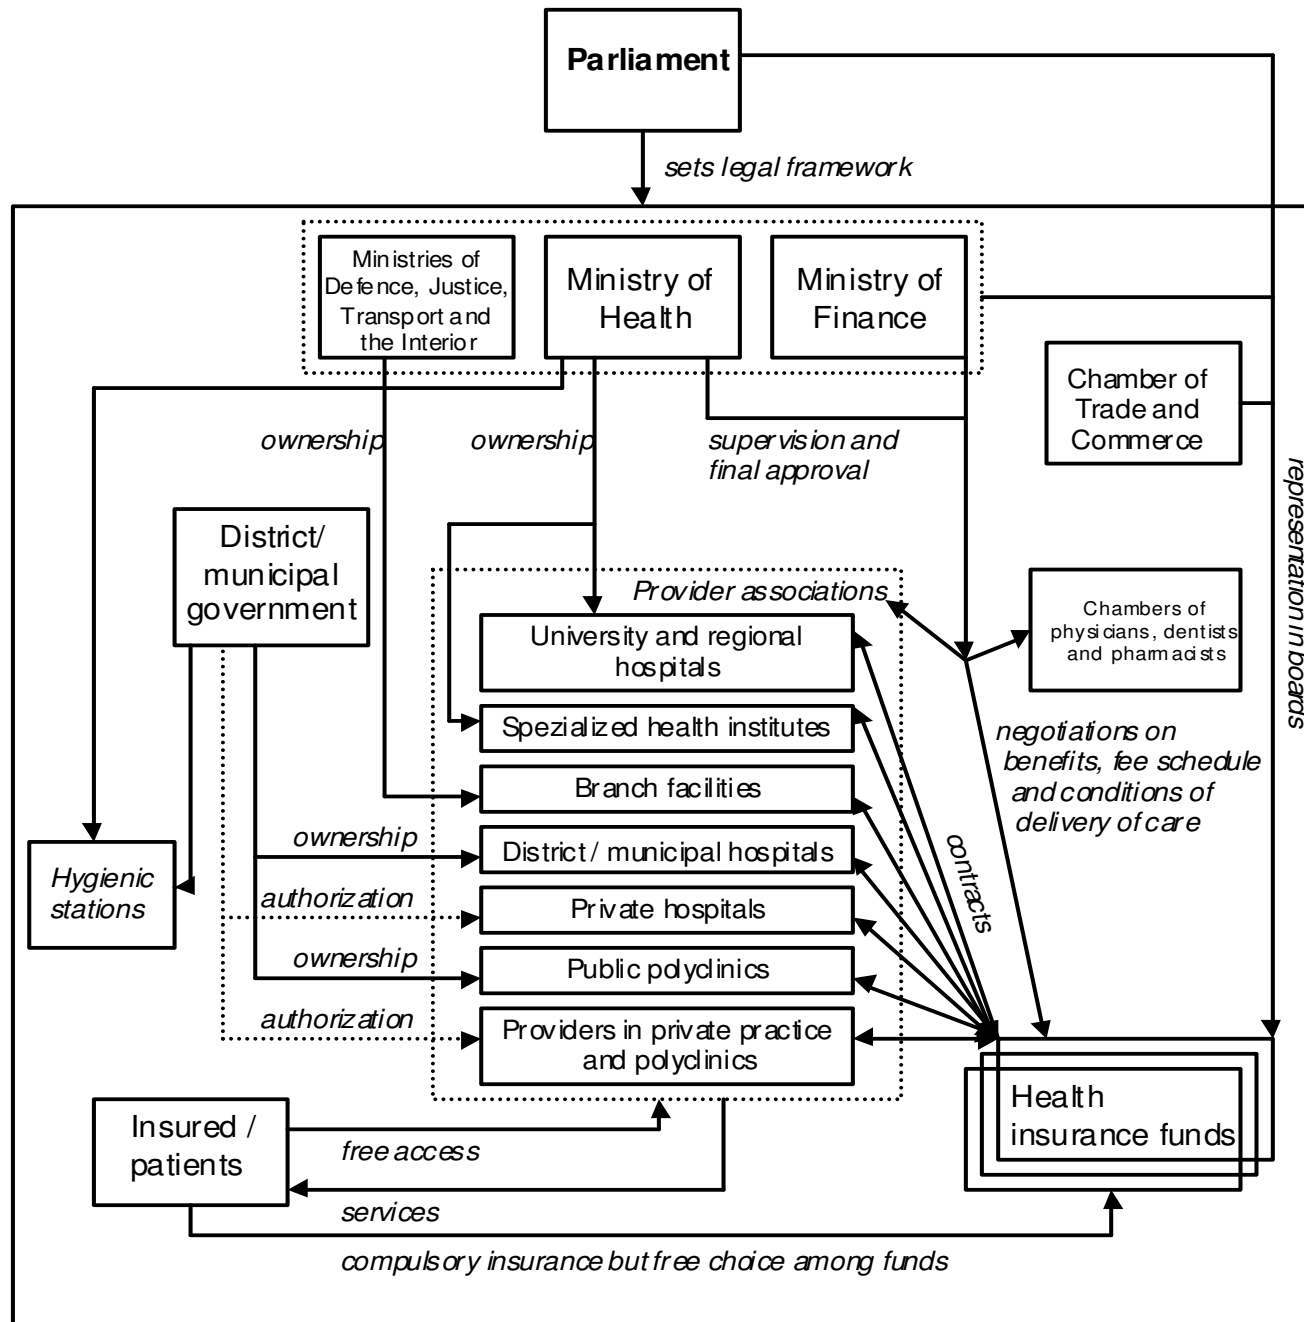 Parliament
sets legal framework
Ministries of
Defence, Justice,
Transport and
the Interior
Ministry of
Health
Ministry of
Finance
Chamber of
Trade and
Commerce
ownership
ownership
supervision and
final approval
representation in boards
District/
municipal
government
Provider associations
Chambers of
physicians, dentists
and pharmacists
University and regional
hospitals
Spezialized health institutes
negotiations on
benefits, fee schedule
and conditions of
delivery of care
Branch facilities
ownership
District / municipal hospitals
contracts
Hygienic
stations
authorization
Private hospitals
ownership
Public polyclinics
authorization
Providers in private practice
and polyclinics
Health
insurance funds
Insured /
patients
free access
services
compulsory insurance but free choice among funds